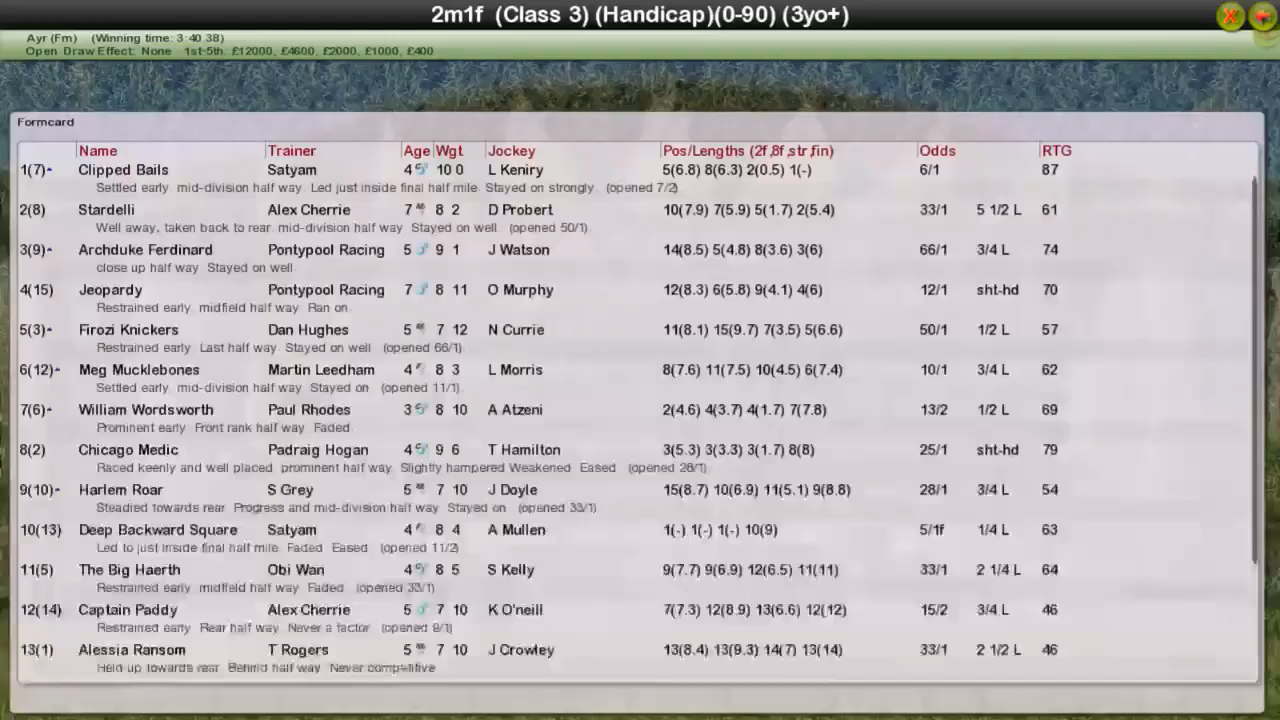 2m1f (Class 3) (Handicap)(0-90) (3yo+)
Ayr (Fm) (Winning time: 3:40.38)
Open Draw Effect: None 1st-5th: £12000, £4600, £2000, £1000, £400
Formcard
Name Trainer Age Wgt Jockey Pos/Lengths (2f,8f,str,fin) Odds RTG
1(7) Clipped Bails Satyam 4 10 0 L Keniry 5(6.8) 8(6.3) 2(0.5) 1(-) 6/1 87
Settled early mid-division half way Led just inside final half mile Stayed on strongly (opened 7/2)
2(8) Stardelli Alex Cherrie 7 8 2 D Probert 10(7.9) 7(5.9) 5(1.7) 2(5.4) 33/1 5 1/2 L 61
Well away, taken back to rear mid-division half way Stayed on well (opened 50/1)
3(9) Archduke Ferdinand Pontypool Racing 5 9 1 J Watson 14(8.5) 5(4.8) 8(3.6) 3(6) 66/1 3/4 L 74
close up half way Stayed on well
4(15) Jeopardy Pontypool Racing 7 8 11 O Murphy 12(8.3) 6(5.8) 9(4.1) 4(6) 12/1 sht-hd 70
Restrained early midfield half way Ran on
5(3) Firozi Knickers Dan Hughes 5 7 12 N Currie 11(8.1) 15(9.7) 7(3.5) 5(6.6) 50/1 1/2 L 57
Restrained early Last half way Stayed on well (opened 66/1)
6(12) Meg Mucklebones Martin Leedham 4 8 3 L Morris 8(7.6) 11(7.5) 10(4.5) 6(7.4) 10/1 3/4 L 62
Settled early mid-division half way Stayed on (opened 11/1)
7(6) William Wordsworth Paul Rhodes 3 8 10 A Atzeni 2(4.6) 4(3.7) 4(1.7) 7(7.8) 13/2 1/2 L 69
Prominent early Front rank half way Faded
8(2) Chicago Medic Padraig Hogan 4 9 6 T Hamilton 3(5.3) 3(3.3) 3(1.7) 8(8) 25/1 sht-hd 79
Raced keenly and well placed prominent half way Slightly hampered Weakened Eased (opened 28/1)
9(10) Harlem Roar S Grey 5 7 10 J Doyle 15(8.7) 10(6.9) 11(5.1) 9(8.8) 28/1 3/4 L 54
Steadied towards rear Progress and mid-division half way Stayed on (opened 33/1)
10(13) Deep Backward Square Satyam 4 8 4 A Mullen 1(-) 1(-) 1(-) 10(9) 5/1f 1/4 L 63
Led to just inside final half mile Faded Eased (opened 11/2)
11(5) The Big Haerth Obi Wan 4 8 5 S Kelly 9(7.7) 9(6.9) 12(6.5) 11(11) 33/1 2 1/4 L 64
Restrained early midfield half way Faded (opened 33/1)
12(14) Captain Paddy Alex Cherrie 5 7 10 K O'neill 7(7.3) 12(8.9) 13(6.6) 12(12) 15/2 3/4 L 46
Restrained early Rear half way Never a factor (opened 9/1)
13(1) Alessia Ransom T Rogers 5 7 10 J Crowley 13(8.4) 13(9.3) 14(7) 13(14) 33/1 2 1/2 L 46
Held up towards rear Behind half way Never competitive